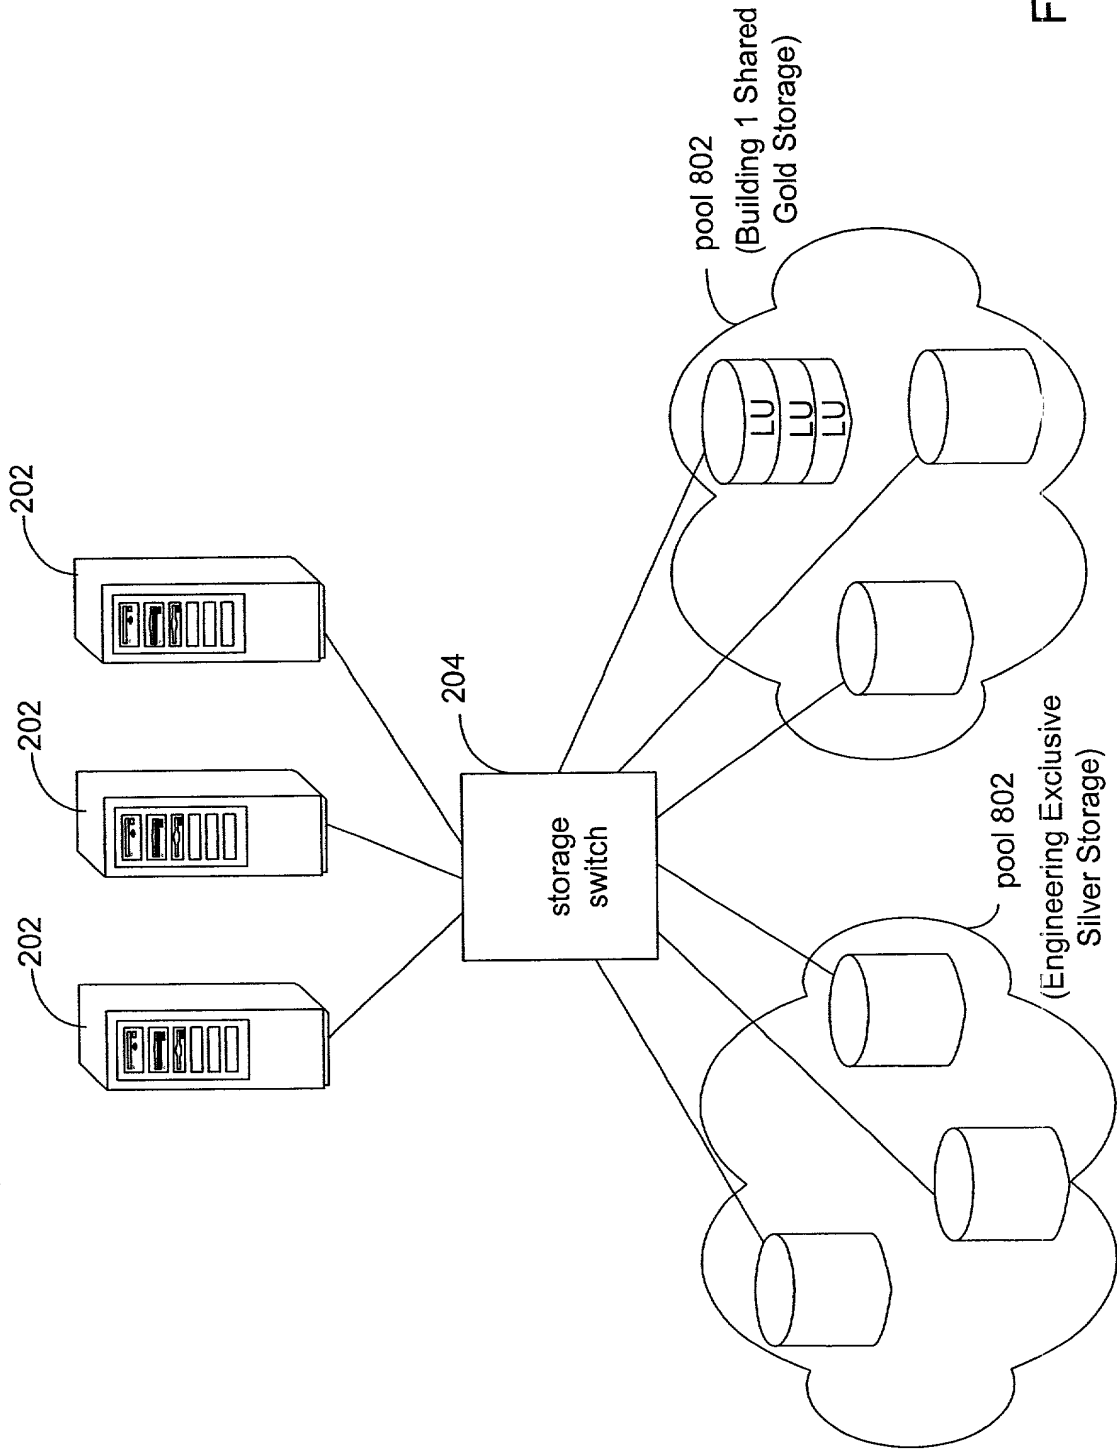 202
202
202
204
storage
switch
pool 802
(Building 1 Shared
Gold Storage)
LU
LU
LU
pool 802
(Engineering Exclusive
Silver Storage)
F